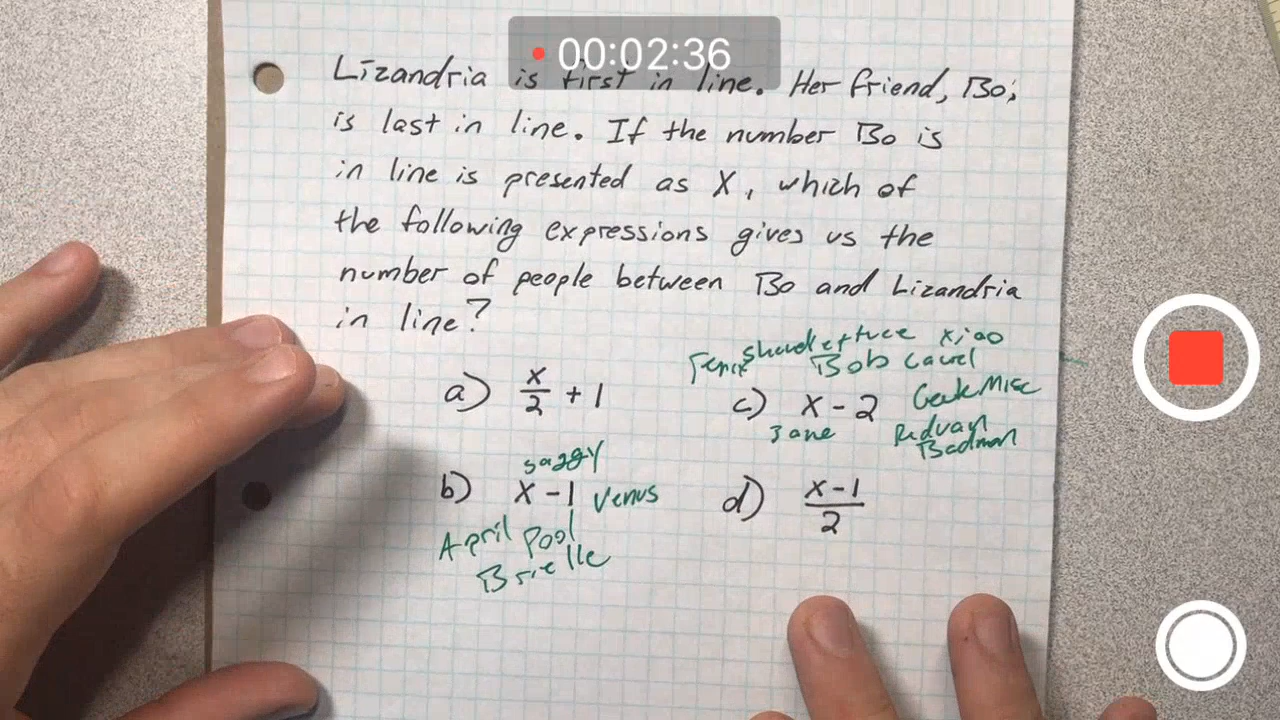 00:02:36
Lizandria is first in line. Her friend, Bo,
is last in line. If the number Bo is
in line is presented as X, which of
the following expressions gives us the
number of people between Bo and Lizandria
in line?
a) x/2 + 1
saggy
b) x - 1 Venus
April Pool
Brielle
xiao
Bob
c) x - 2
Jane
Badman
d) (x-1)/2